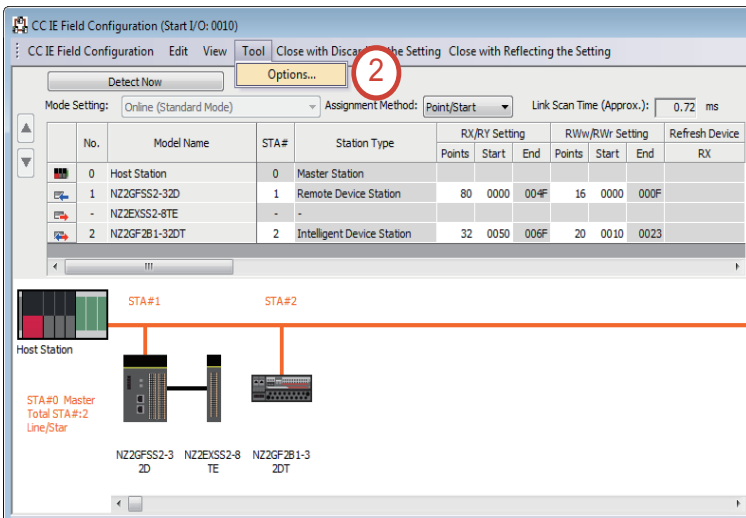 CC IE Field Configuration (Start I/O: 0010)
CC IE Field Configuration Edit View Tool Close with Discarding the Setting Close with Reflecting the Setting
Detect Now Options... 2
Mode Setting: Online (Standard Mode) Assignment Method: Point/Start Link Scan Time (Approx.): 0.72 ms
No. Model Name STA# Station Type RX/RY Setting RWw/RWr Setting Refresh Device
Points Start End Points Start End RX
0 Host Station 0 Master Station
1 NZ2GFSS2-32D 1 Remote Device Station 80 0000 004F 16 0000 000F
- NZ2EXSS2-8TE - -
2 NZ2GF2B1-32DT 2 Intelligent Device Station 32 0050 006F 20 0010 0023
STA#1 STA#2
Host Station
STA#0 Master
Total STA#:2
Line/Star
NZ2GFSS2-3 NZ2EXSS2-8 NZ2GF2B1-3
2D TE 2DT